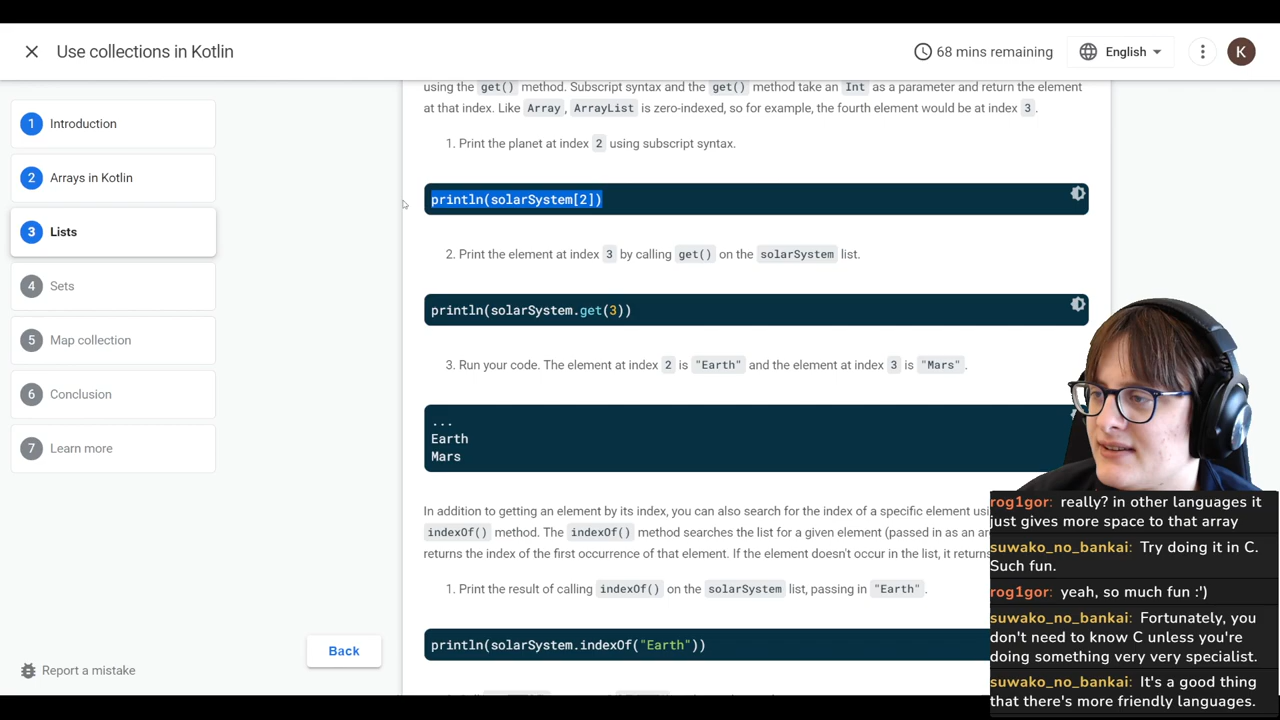 Use collections in Kotlin
68 mins remaining
English
K
1 Introduction
2 Arrays in Kotlin
3 Lists
4 Sets
5 Map collection
6 Conclusion
7 Learn more
Report a mistake
using the get() method. Subscript syntax and the get() method take an Int as a parameter and return the element
at that index. Like Array, ArrayList is zero-indexed, so for example, the fourth element would be at index 3.
1. Print the planet at index 2 using subscript syntax.
println(solarSystem[2])
2. Print the element at index 3 by calling get() on the solarSystem list.
println(solarSystem.get(3))
3. Run your code. The element at index 2 is "Earth" and the element at index 3 is "Mars".
...
Earth
Mars
In addition to getting an element by its index, you can also search for the index of a specific element
indexOf() method. The indexOf() method searches the list for a given element (passed in as an
returns the index of the first occurrence of that element. If the element doesn't occur in the list, it
1. Print the result of calling indexOf() on the solarSystem list, passing in "Earth".
println(solarSystem.indexOf("Earth"))
Back
rog1gor: really? in other languages it
just gives more space to that array
suwako_no_bankai: Try doing it in C.
Such fun.
rog1gor: yeah, so much fun :')
suwako_no_bankai: Fortunately, you
don't need to know C unless you're
doing something very very specialist.
suwako_no_bankai: It's a good thing
that there's more friendly languages.